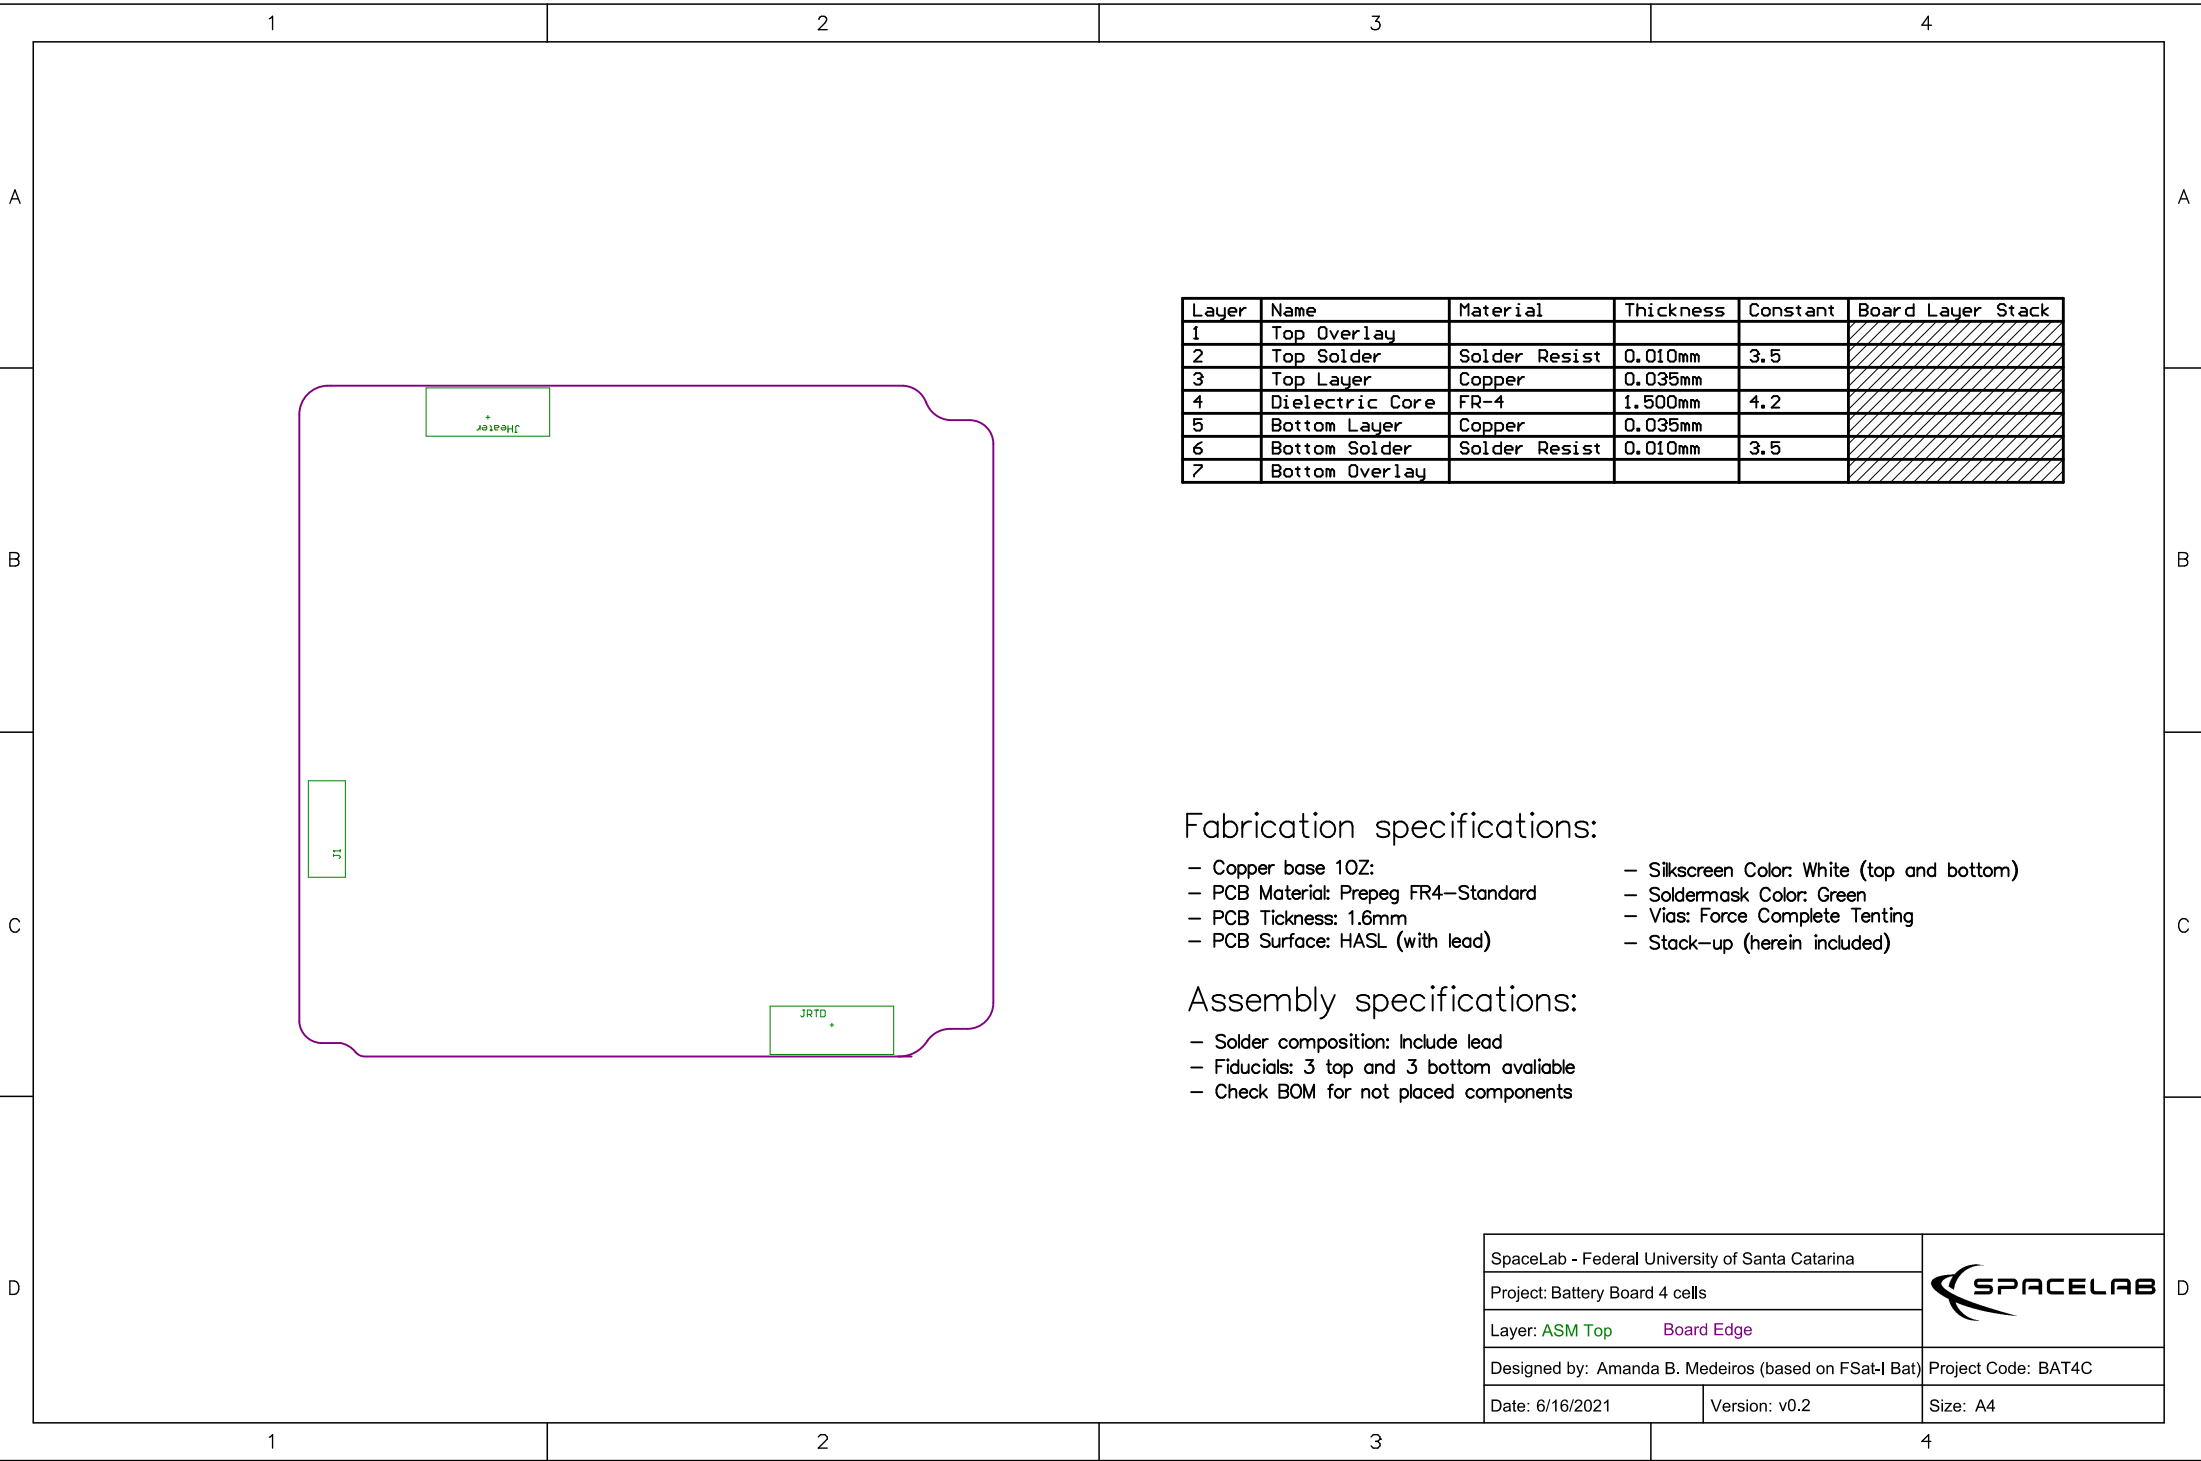 1 2 3 4
A A
Layer Name Material Thickness Constant Board Layer Stack
1 Top Overlay
2 Top Solder Solder Resist 0.010mm 3.5
3 Top Layer Copper 0.035mm
4 Dielectric Core FR-4 1.500mm 4.2
5 Bottom Layer Copper 0.035mm
6 Bottom Solder Solder Resist 0.010mm 3.5
7 Bottom Overlay
JHeater
B B
J1
JRTD
Fabrication specifications:
- Copper base 1OZ:
- PCB Material: Prepeg FR4-Standard
- PCB Tickness: 1.6mm
- PCB Surface: HASL (with lead)
- Silkscreen Color: White (top and bottom)
- Soldermask Color: Green
- Vias: Force Complete Tenting
- Stack-up (herein included)
C C
Assembly specifications:
- Solder composition: Include lead
- Fiducials: 3 top and 3 bottom avaliable
- Check BOM for not placed components
D D
SpaceLab - Federal University of Santa Catarina
SPACELAB
Project: Battery Board 4 cells
Layer: ASM Top Board Edge
Designed by: Amanda B. Medeiros (based on FSat-I Bat) Project Code: BAT4C
Date: 6/16/2021 Version: v0.2 Size: A4
1 2 3 4